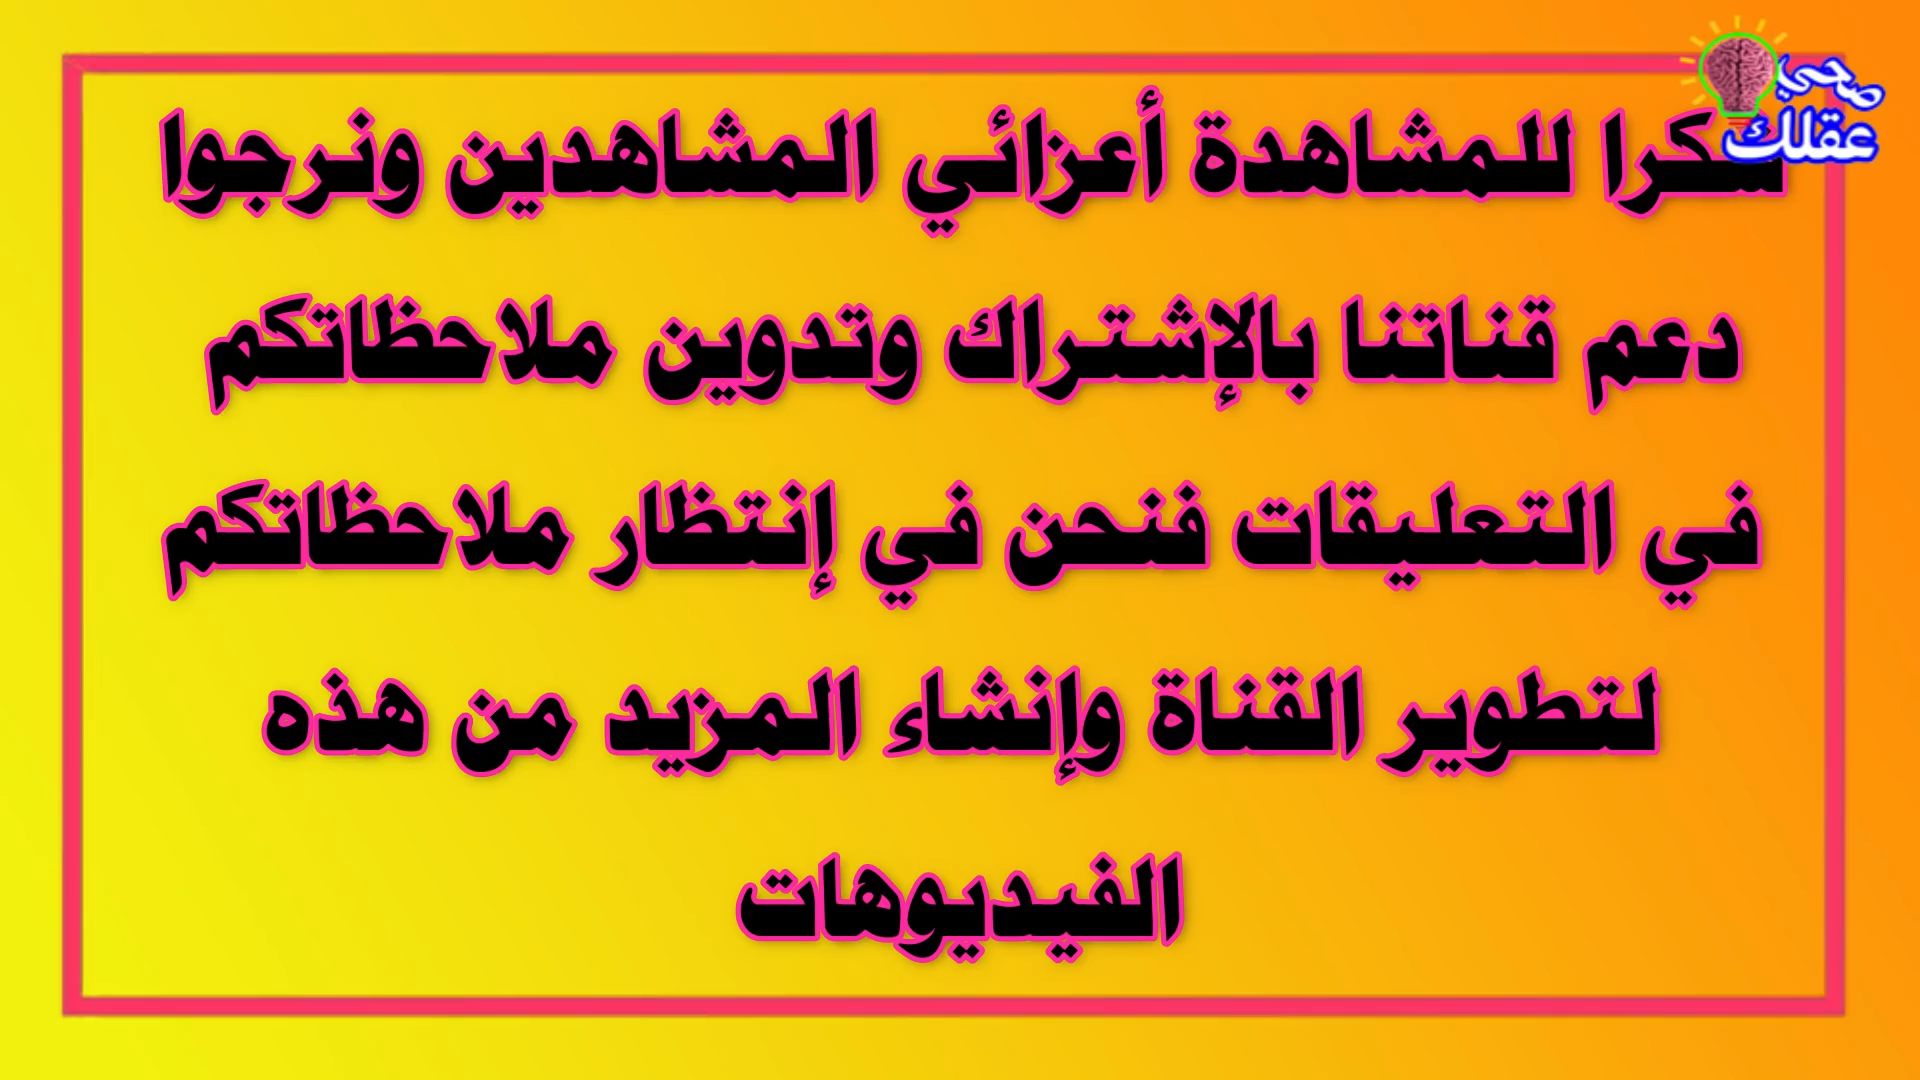 صحي
عقلك
شكرا للمشاهدة أعزائي المشاهدين ونرجوا
دعم قناتنا بالإشتراك وتدوين ملاحظاتكم
في التعليقات فنحن في إنتظار ملاحظاتكم
لتطوير القناة وإنشاء المزيد من هذه
الفيديوهات